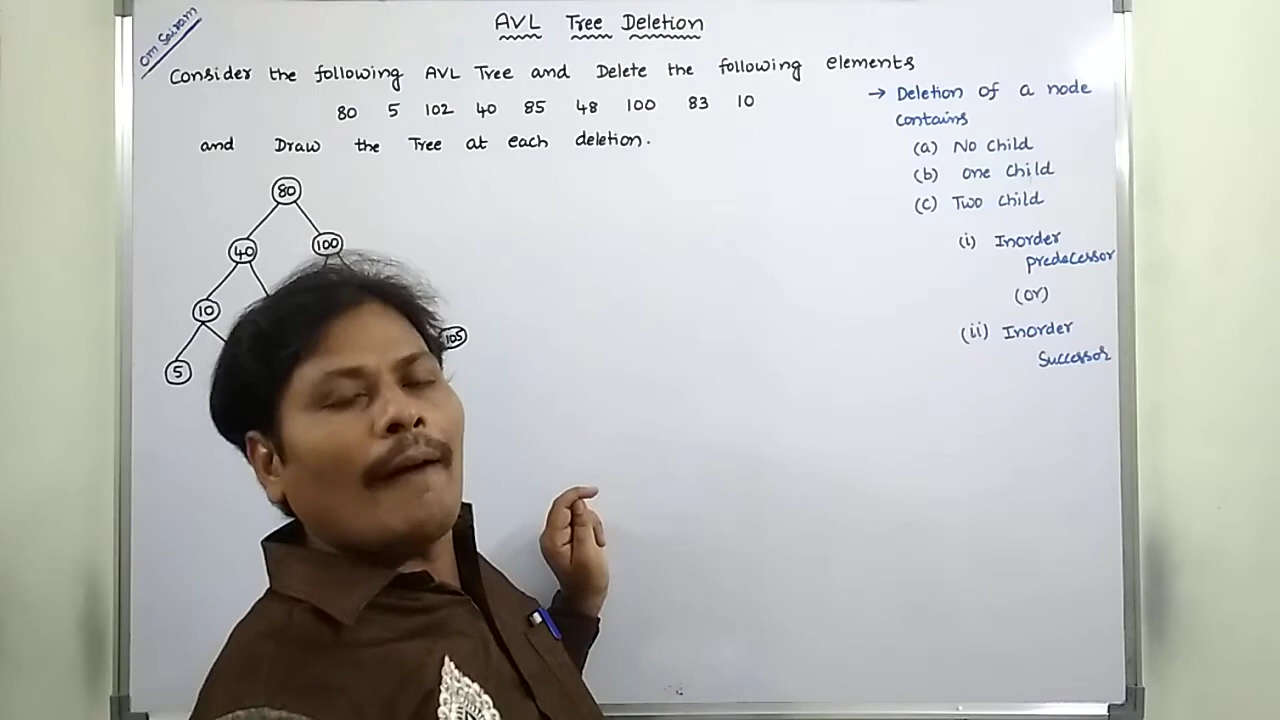 Om Sairam
AVL Tree Deletion
Consider the following AVL Tree and Delete the following elements
80 5 102 40 85 48 100 83 10
and Draw the Tree at each deletion.
→ Deletion of a node
contains
(a) No child
(b) one child
(c) Two child
(i) Inorder
predecessor
(or)
(ii) Inorder
Successor
80
40 100
10
105
5